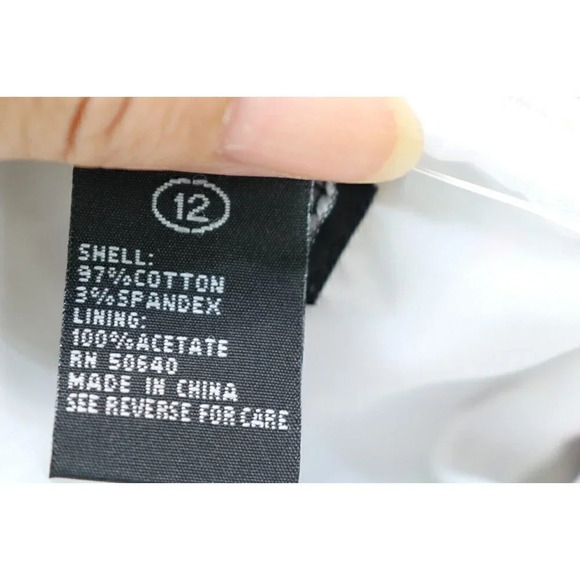 12
SHELL:
97%COTTON
3%SPANDEX
LINING:
100%ACETATE
RN 50640
MADE IN CHINA
SEE REVERSE FOR CARE